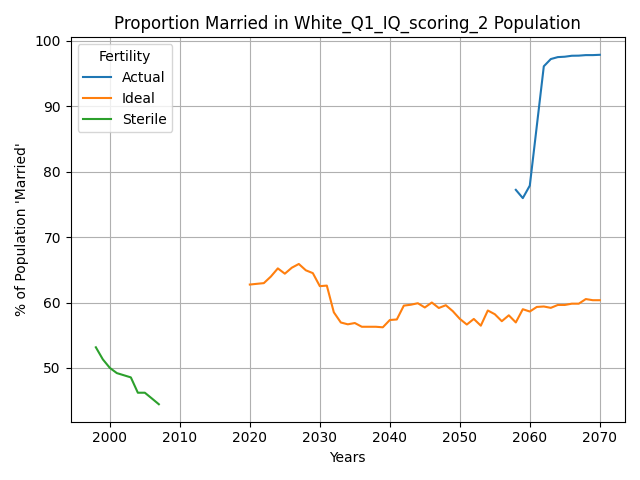 Proportion Married in White_Q1_IQ_scoring_2 Population
% of Population 'Married'
100
90
80
70
60
50
Fertility
Actual
Ideal
Sterile
2000
2010
2020
2030
2040
2050
2060
2070
Years